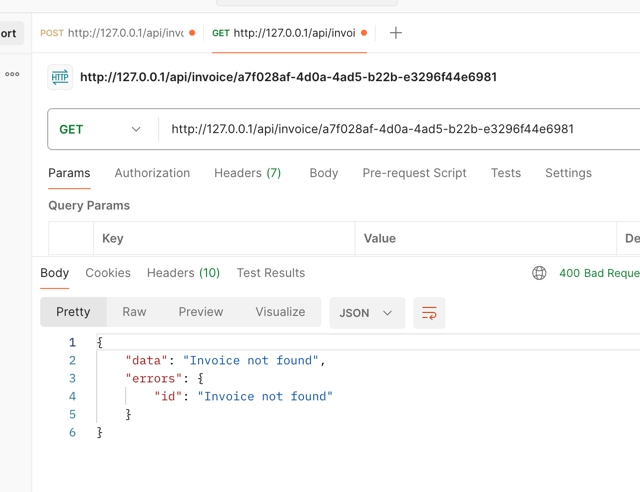 ort
POST http://127.0.0.1/api/inv
GET http://127.0.0.1/api/invoi
HTTP http://127.0.0.1/api/invoice/a7f028af-4d0a-4ad5-b22b-e3296f44e6981
GET http://127.0.0.1/api/invoice/a7f028af-4d0a-4ad5-b22b-e3296f44e6981
Params Authorization Headers (7) Body Pre-request Script Tests Settings
Query Params
Key Value De
Body Cookies Headers (10) Test Results 400 Bad Reque
Pretty Raw Preview Visualize JSON
1 {
2 "data": "Invoice not found",
3 "errors": {
4 "id": "Invoice not found"
5 }
6 }